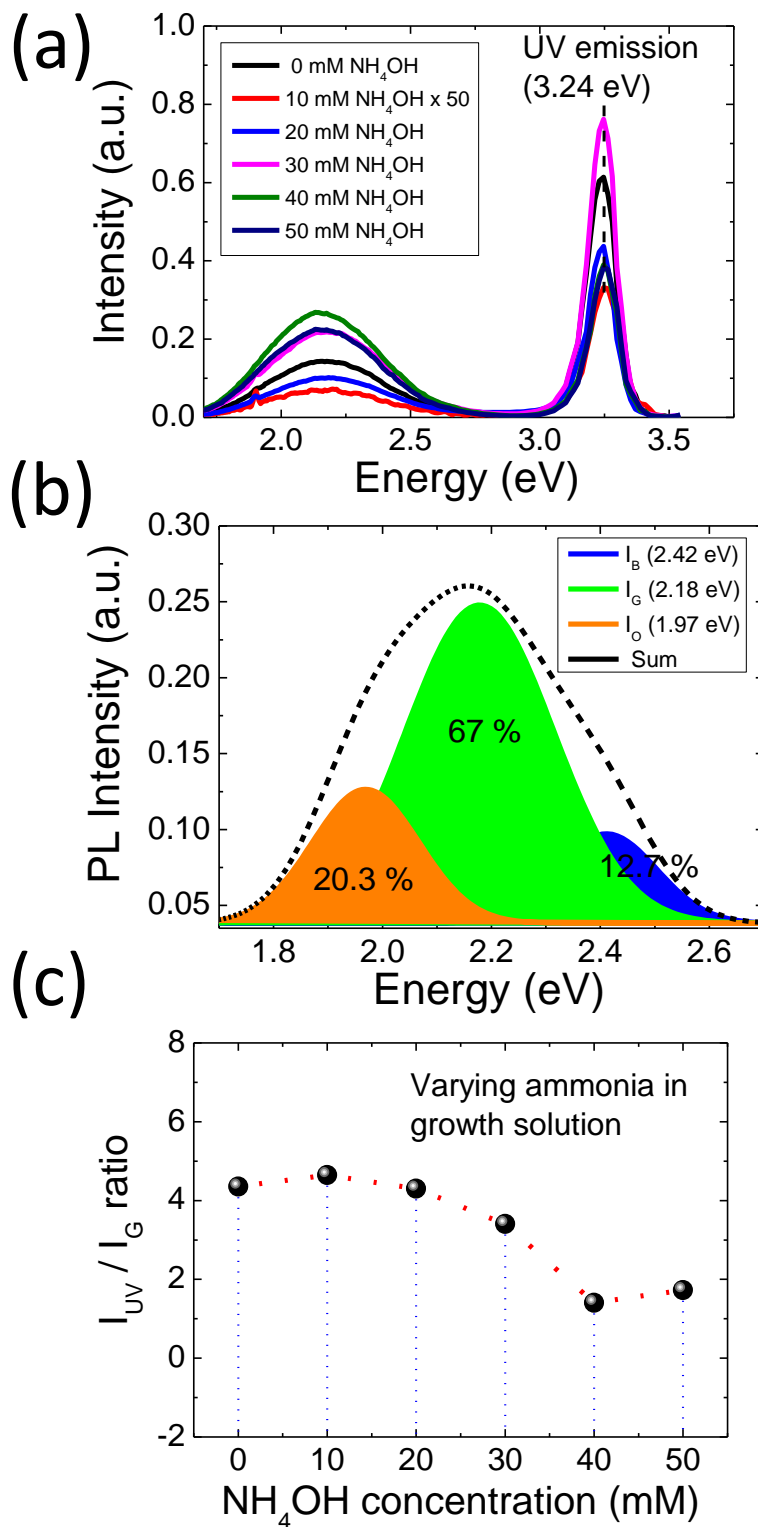 (a)
UV emission
(3.24 eV)
0 mM NH₄OH
10 mM NH₄OH x 50
20 mM NH₄OH
30 mM NH₄OH
40 mM NH₄OH
50 mM NH₄OH
Intensity (a.u.)
1.0
0.8
0.6
0.4
0.2
0.0
2.0 2.5 3.0 3.5
Energy (eV)
(b)
I_B (2.42 eV)
I_G (2.18 eV)
I_O (1.97 eV)
Sum
PL Intensity (a.u.)
0.30
0.25
0.20
0.15
0.10
0.05
67 %
20.3 %
12.7 %
1.8 2.0 2.2 2.4 2.6
Energy (eV)
(c)
Varying ammonia in
growth solution
I_UV / I_G ratio
8
6
4
2
0
-2
0 10 20 30 40 50
NH₄OH concentration (mM)